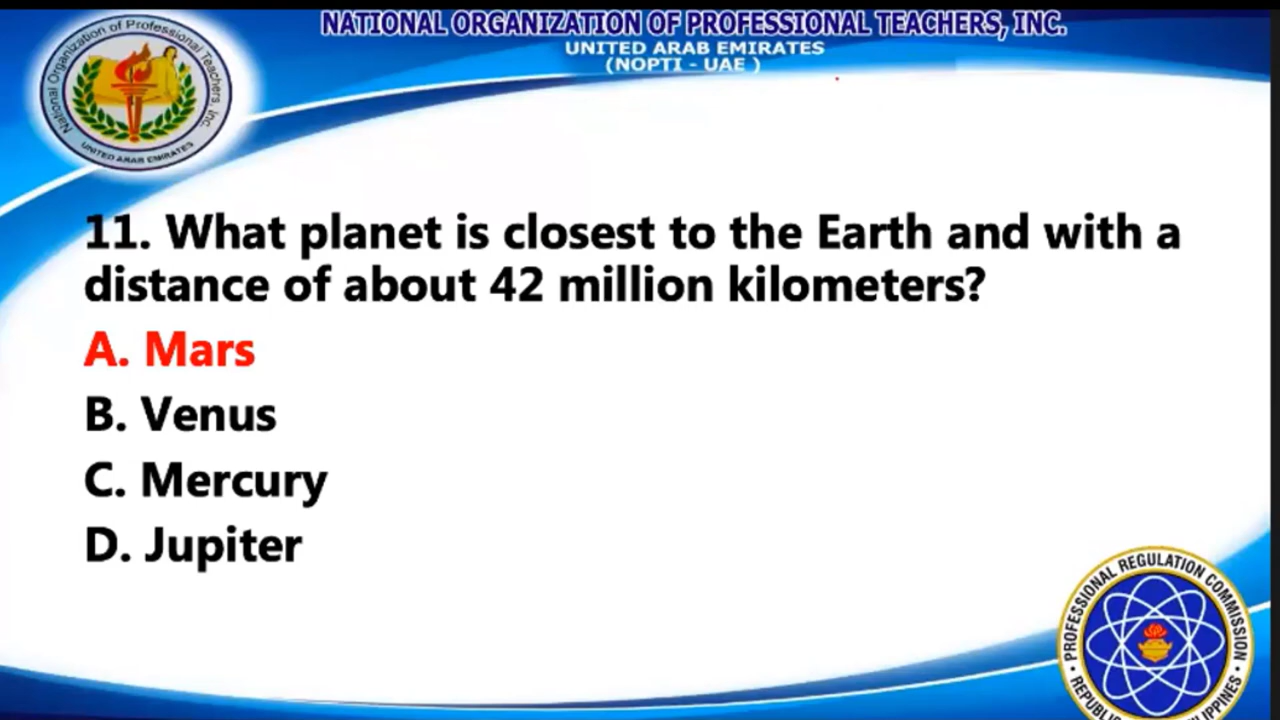 NATIONAL ORGANIZATION OF PROFESSIONAL TEACHERS, INC.
UNITED ARAB EMIRATES
(NOPTI - UAE )
National Organization of Professional Teachers, Inc.
UNITED ARAB EMIRATES
11. What planet is closest to the Earth and with a
distance of about 42 million kilometers?
A. Mars
B. Venus
C. Mercury
D. Jupiter
PROFESSIONAL REGULATION COMMISSION